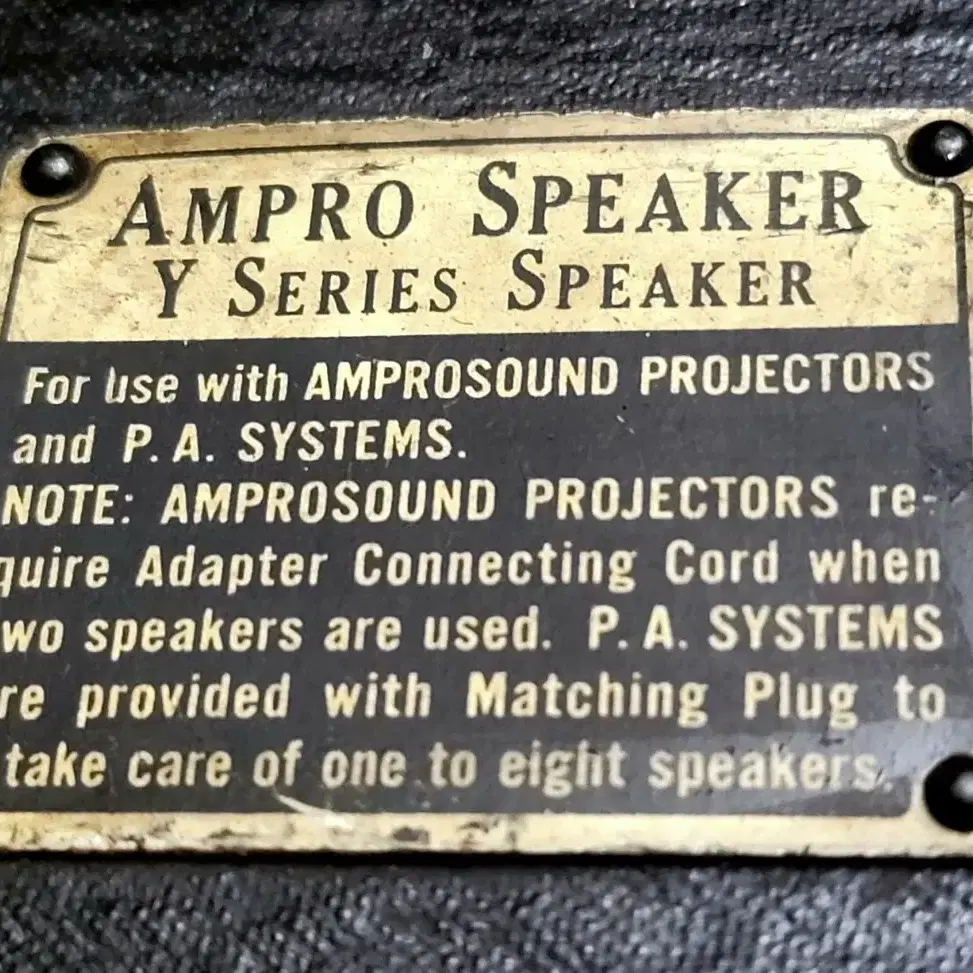 AMPRO SPEAKER
Y SERIES SPEAKER
For use with AMPROSOUND PROJECTORS
and P. A. SYSTEMS.
NOTE: AMPROSOUND PROJECTORS re-
quire Adapter Connecting Cord when
wo speakers are used. P. A. SYSTEMS
re provided with Matching Plug to
take care of one to eight speakers.